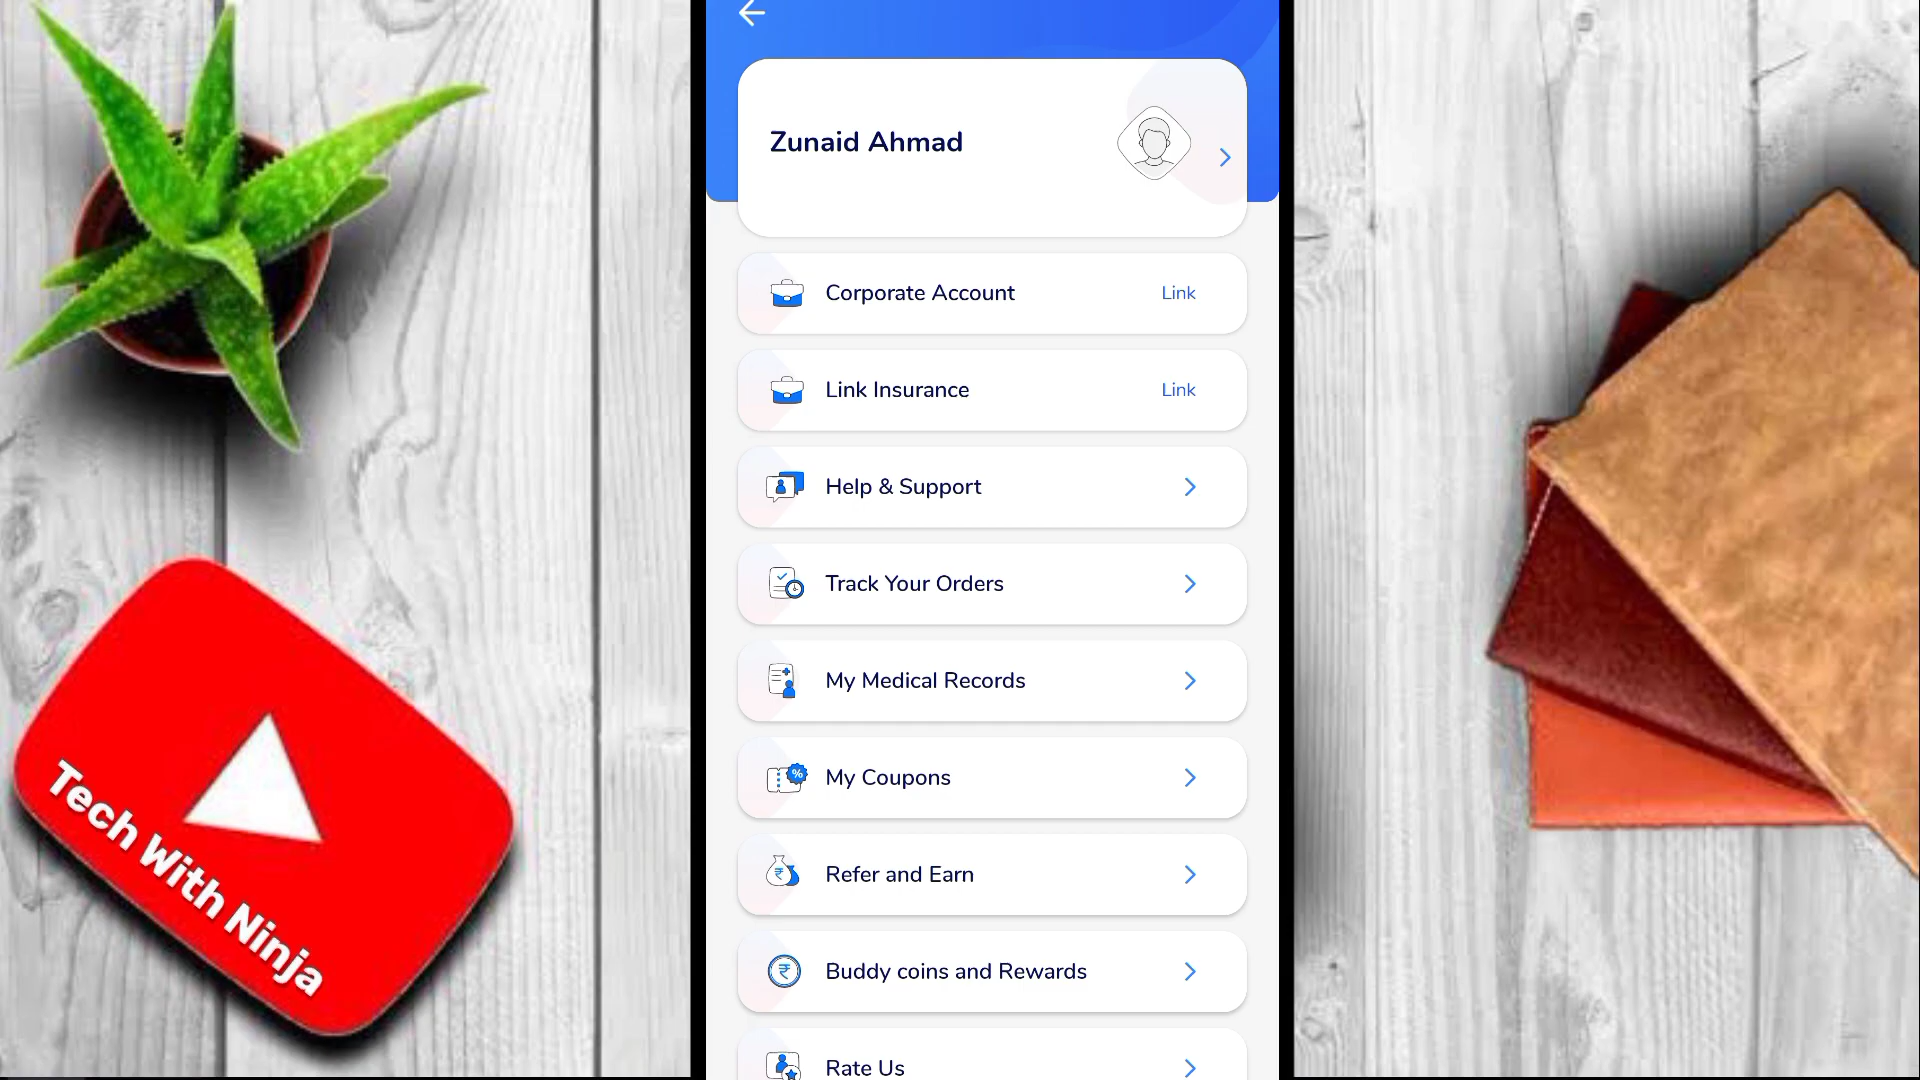 Zunaid Ahmad
Corporate Account Link
Link Insurance Link
Help & Support
Track Your Orders
My Medical Records
My Coupons
%
Refer and Earn
₹
Buddy coins and Rewards
₹
Rate Us
Tech With Ninja